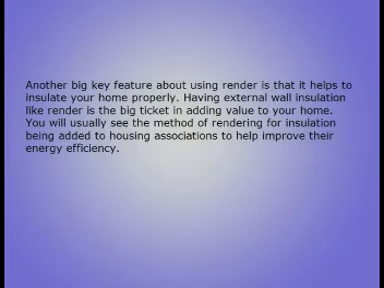 Another big key feature about using render is that it helps to
insulate your home properly. Having external wall insulation
like render is the big ticket in adding value to your home.
You will usually see the method of rendering for insulation
being added to housing associations to help improve their
energy efficiency.